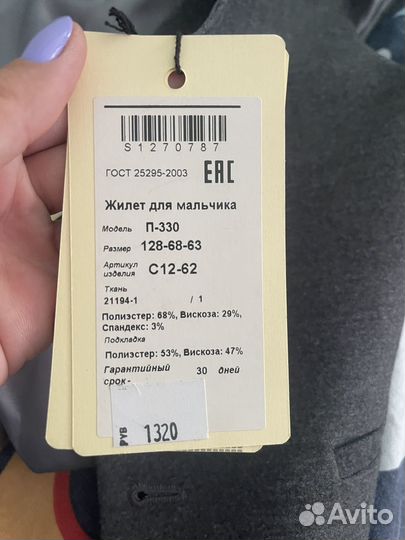 S1270787
ГОСТ 25295-2003 EAC
Жилет для мальчика
Модель П-330
Размер 128-68-63
Артикул
изделия С12-62
Ткань
21194-1 / 1
Полиэстер: 68%, Вискоза: 29%,
Спандекс: 3%
Подкладка
Полиэстер: 53%, Вискоза: 47%
Гарантийный
срок- 30 дней
РУБ 1320
Avito